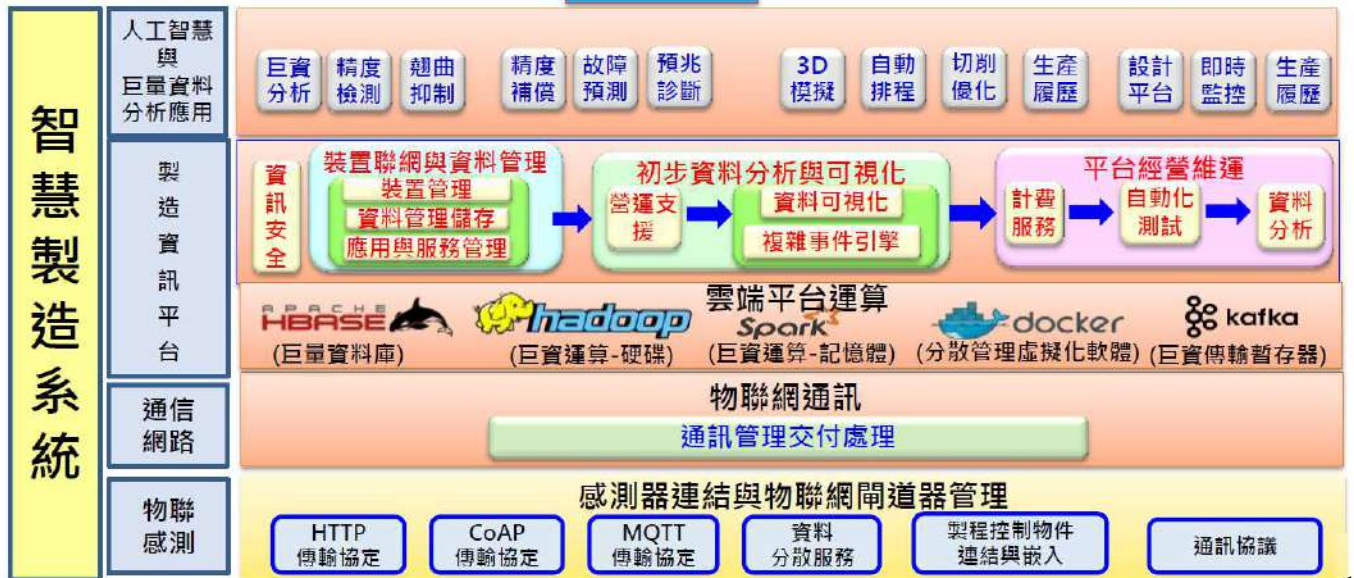 智慧製造系統
人工智慧
與
巨量資料
分析應用
巨資
分析
精度
檢測
翹曲
抑制
精度
補償
故障
預測
預兆
診斷
3D
模擬
自動
排程
切削
優化
生產
履歷
設計
平台
即時
監控
生產
履歷
製造資訊平台
資訊安全
裝置聯網與資料管理
裝置管理
資料管理儲存
應用與服務管理
初步資料分析與可視化
營運支
援
資料可視化
複雜事件引擎
平台經營維運
計費
服務
自動化
測試
資料
分析
雲端平台運算
APACHE
HBASE
(巨量資料庫)
hadoop
(巨資運算-硬碟)
Spark
(巨資運算-記憶體)
docker
(分散管理虛擬化軟體)
kafka
(巨資傳輸暫存器)
通信
網路
物聯網通訊
通訊管理交付處理
物聯
感測
感測器連結與物聯網閘道器管理
HTTP
傳輸協定
CoAP
傳輸協定
MQTT
傳輸協定
資料
分散服務
製程控制物件
連結與嵌入
通訊協議